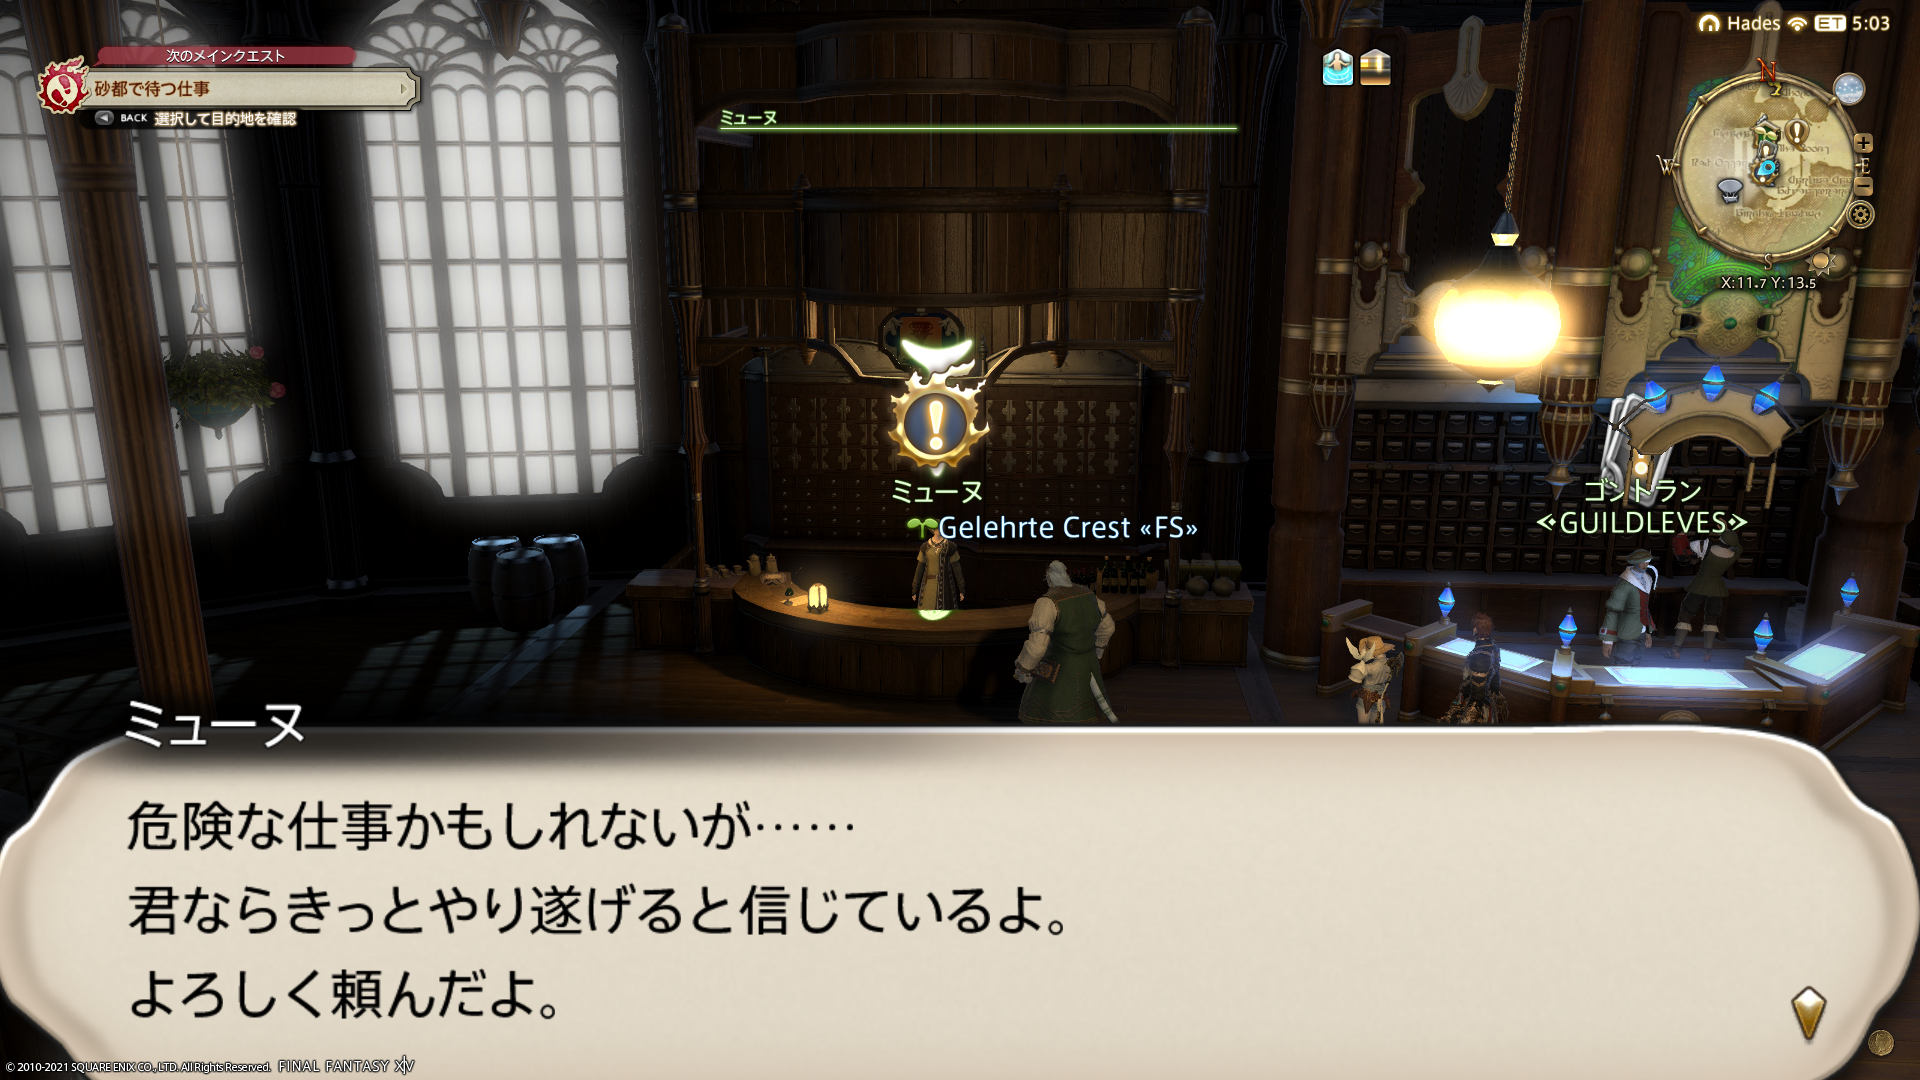 次のメインクエスト
砂都で待つ仕事
BACK 選択して目的地を確認
ミューヌ
Hades ET 5:03
N
W
E
S
X:11.7 Y:13.5
ミューヌ
Gelehrte Crest «FS»
ゴントラン
<GUILDLEVES>
ミューヌ
危険な仕事かもしれないが……
君ならきっとやり遂げると信じているよ。
よろしく頼んだよ。
© 2010-2021 SQUARE ENIX CO., LTD. All Rights Reserved. FINAL FANTASY XIV